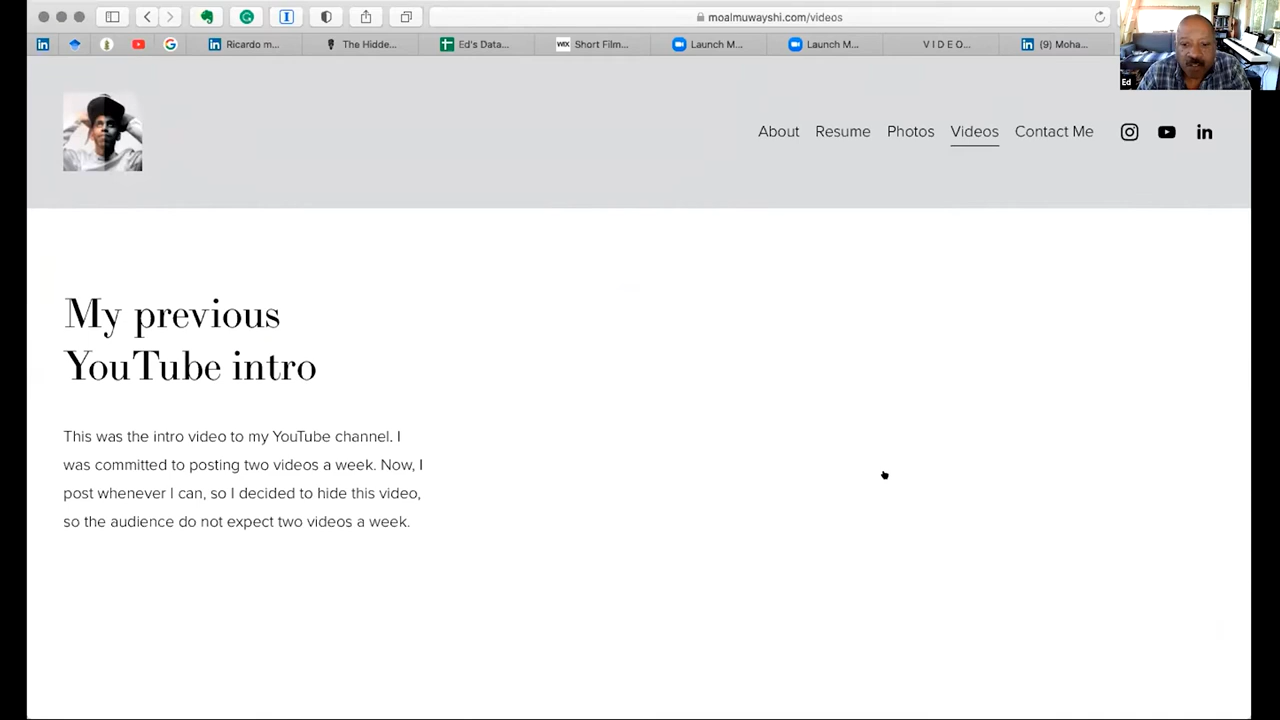 moalmuwayshi.com/videos
Ricardo m...
The Hidde...
Ed's Data...
WIX Short Film...
Launch M...
Launch M...
V I D E O...
(9) Moha...
Ed
About Resume Photos Videos Contact Me
My previous
YouTube intro
This was the intro video to my YouTube channel. I
was committed to posting two videos a week. Now, I
post whenever I can, so I decided to hide this video,
so the audience do not expect two videos a week.